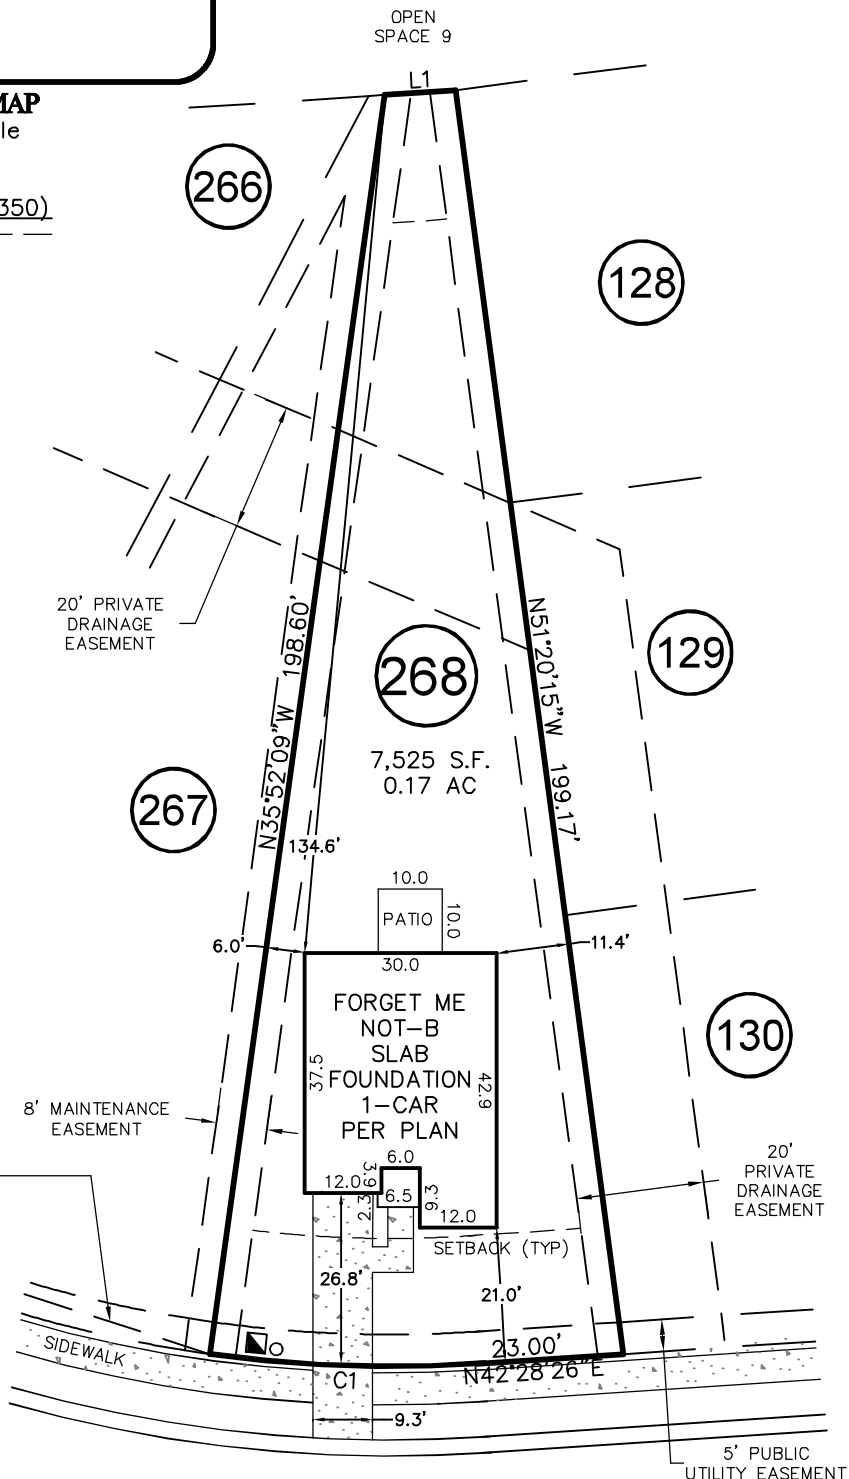 OPEN
SPACE 9
L1
MAP
le
350)
266
128
20' PRIVATE
DRAINAGE
EASEMENT
N35°52'09"W 198.60'
N51°20'15"W 199.17'
268
7,525 S.F.
0.17 AC
129
267
134.6'
10.0
PATIO
10.0
6.0'
11.4'
30.0
FORGET ME
NOT-B
SLAB
FOUNDATION
1-CAR
PER PLAN
37.5
42.9
130
8' MAINTENANCE
EASEMENT
6.0
3.9
12.0
6.5
2.3
9.3
12.0
20'
PRIVATE
DRAINAGE
EASEMENT
SETBACK (TYP)
26.8'
21.0'
SIDEWALK
23.00'
N42°28'26"E
C1
9.3'
5' PUBLIC
UTILITY EASEMENT